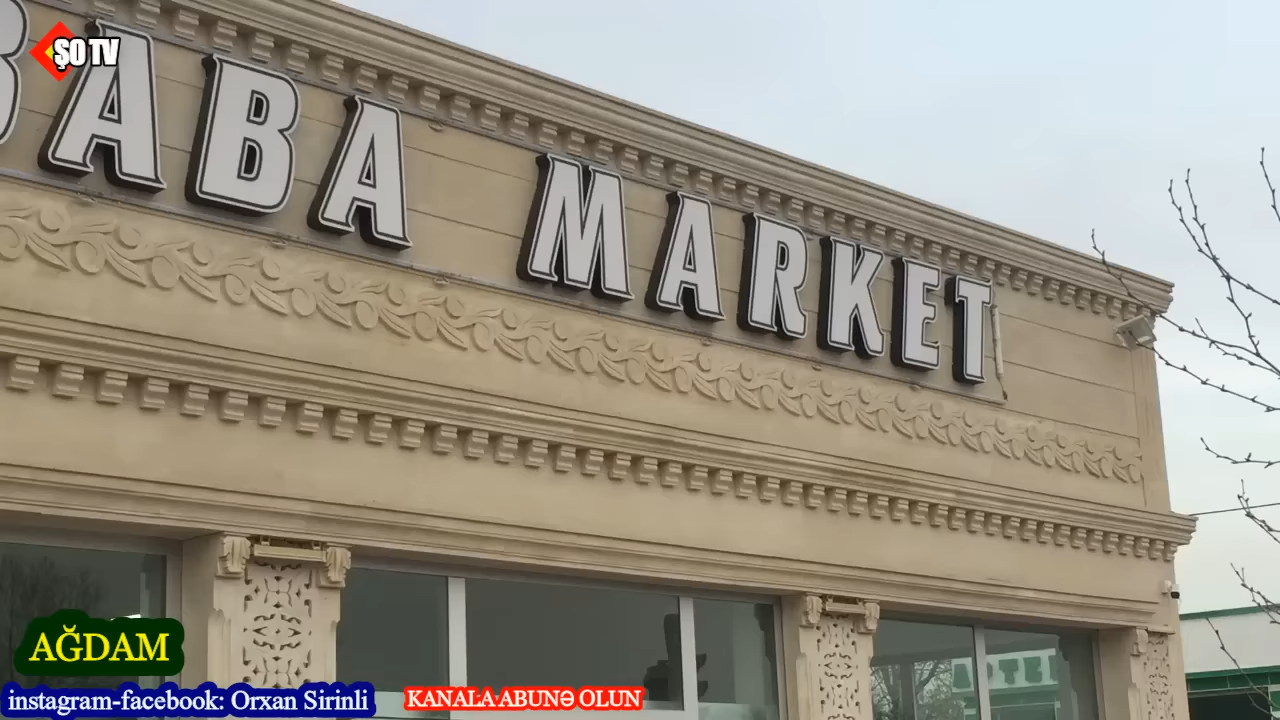 ŞO TV
BABA MARKET
AĞDAM
instagram-facebook: Orxan Sirinli
KANALA ABUNƏ OLUN